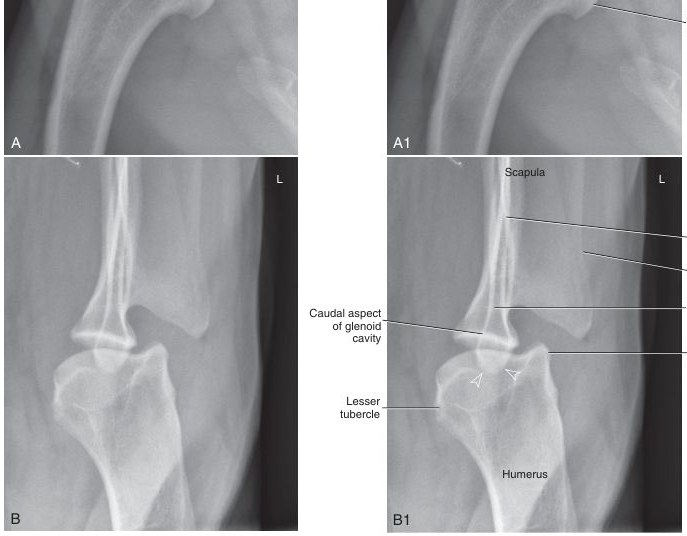 A
A1
L
Scapula
L
Caudal aspect
of glenoid
cavity
Lesser
tubercle
Humerus
B
B1